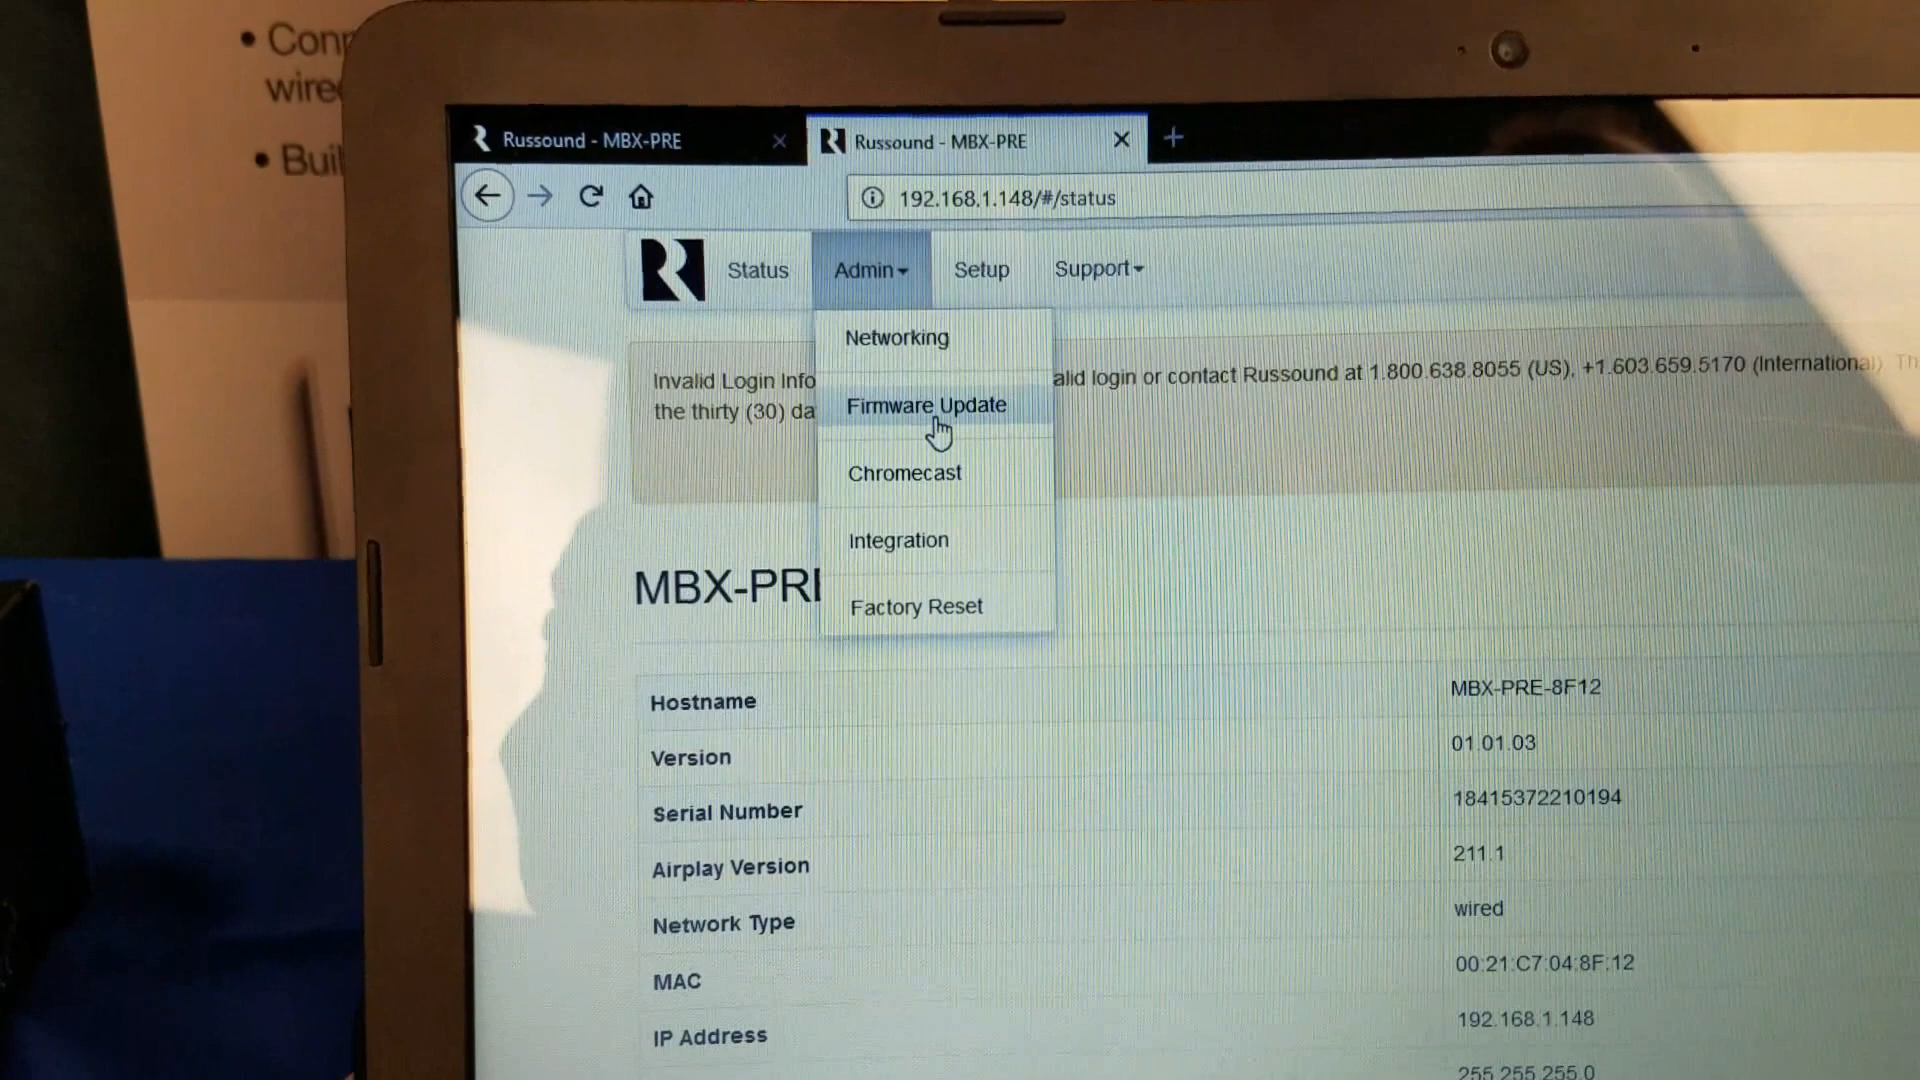 • Conn
wire
• Buil
Russound - MBX-PRE
Russound - MBX-PRE
192.168.1.148/#/status
Status
Admin
Setup
Support
Networking
Firmware Update
Chromecast
Integration
Factory Reset
Invalid Login Info alid login or contact Russound at 1.800.638.8055 (US), +1.603.659.5170 (International) Th
the thirty (30) da
MBX-PRE
Hostname MBX-PRE-8F12
Version 01.01.03
Serial Number 18415372210194
Airplay Version 211.1
Network Type wired
MAC 00:21:C7:04:8F:12
IP Address 192.168.1.148
255.255.255.0